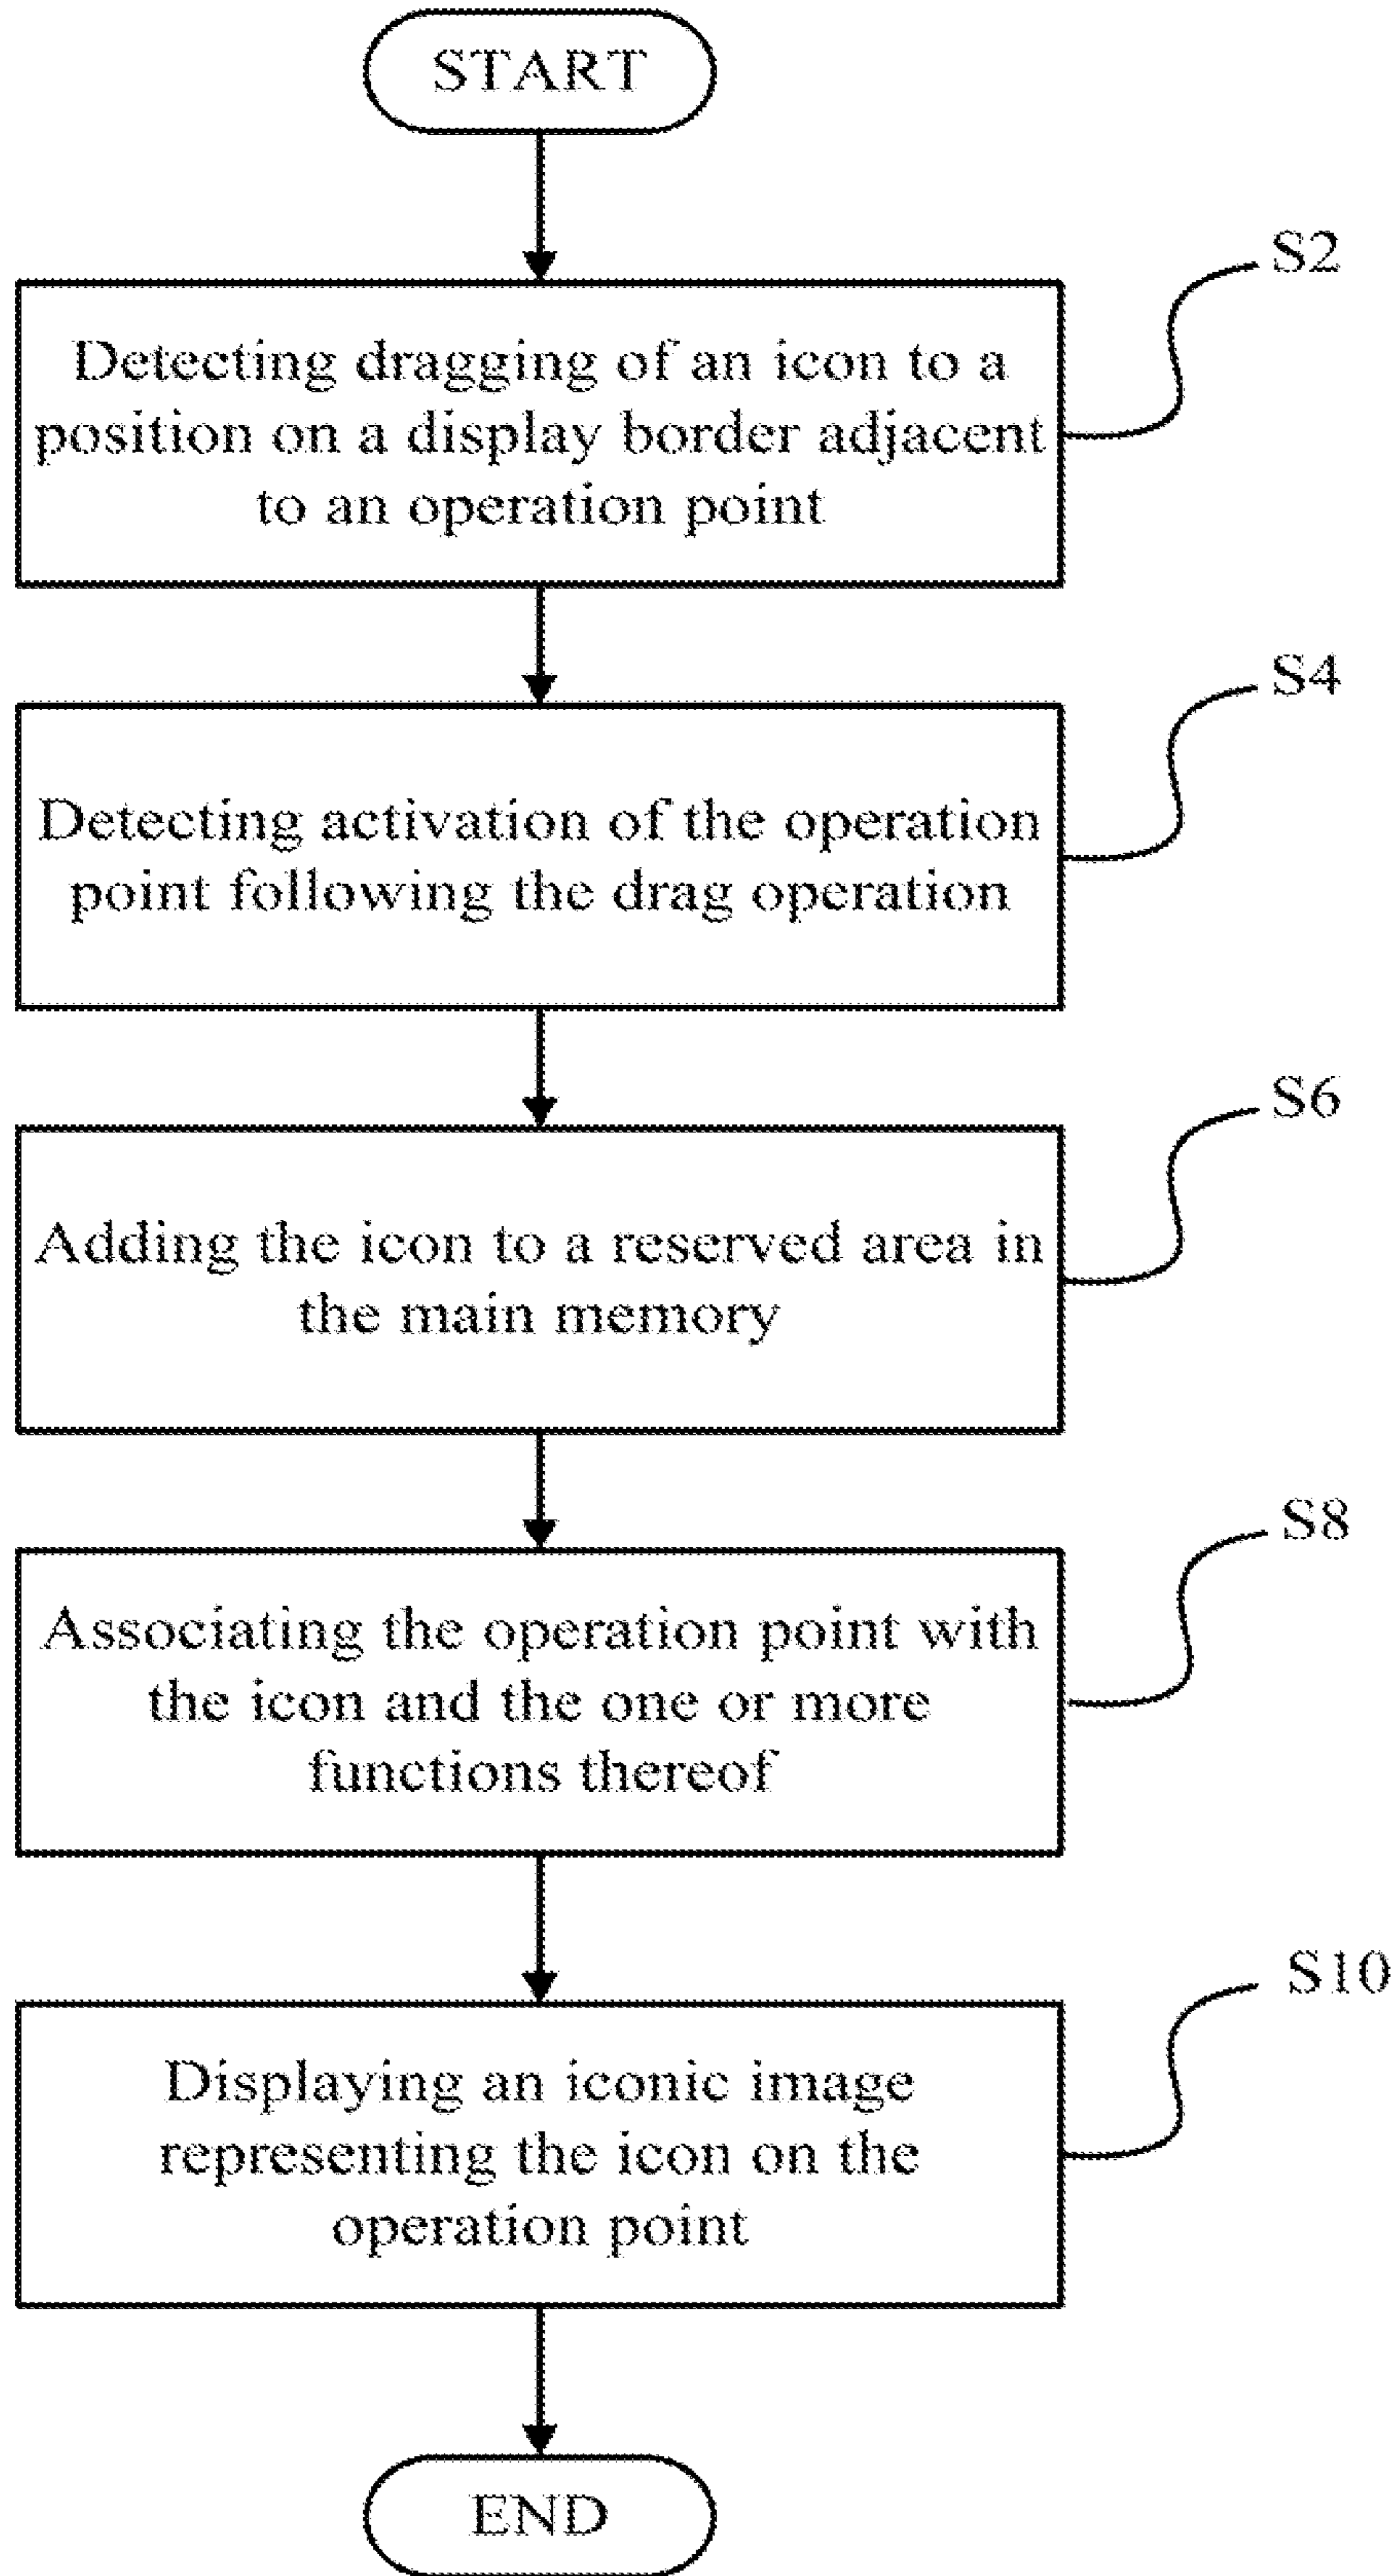 START
S2
Detecting dragging of an icon to a
position on a display border adjacent
to an operation point
S4
Detecting activation of the operation
point following the drag operation
S6
Adding the icon to a reserved area in
the main memory
S8
Associating the operation point with
the icon and the one or more
functions thereof
S10
Displaying an iconic image
representing the icon on the
operation point
END